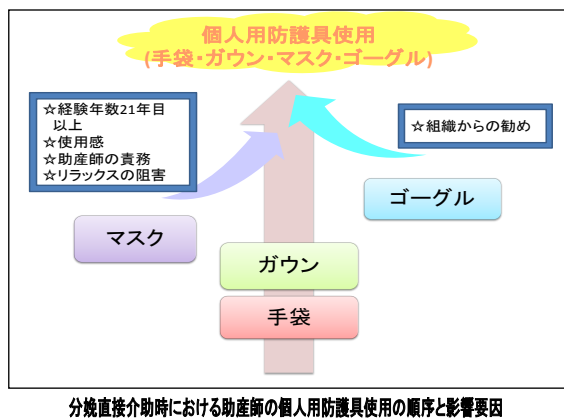 個人用防護具使用
(手袋・ガウン・マスク・ゴーグル)
☆経験年数21年目
以上
☆使用感
☆助産師の責務
☆リラックスの阻害
☆組織からの勧め
マスク
ゴーグル
ガウン
手袋
分娩直接介助時における助産師の個人用防護具使用の順序と影響要因